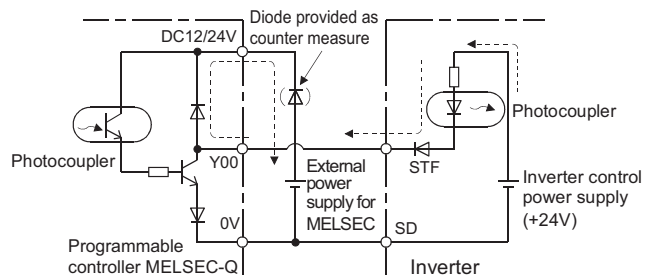 Diode provided as
counter measure
DC12/24V
Photocoupler
Photocoupler
Y00
STF
External
power
supply for
MELSEC
Inverter control
power supply
(+24V)
0V
SD
Programmable
controller MELSEC-Q
Inverter